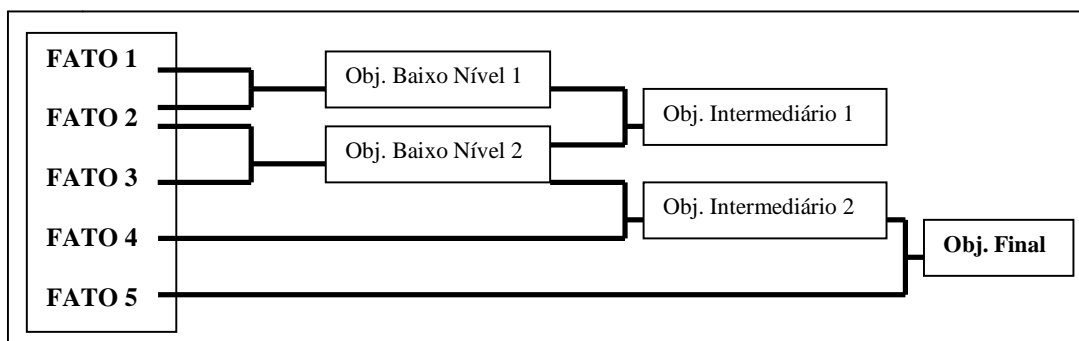 FATO 1
FATO 2
FATO 3
FATO 4
FATO 5
Obj. Baixo Nível 1
Obj. Baixo Nível 2
Obj. Intermediário 1
Obj. Intermediário 2
Obj. Final